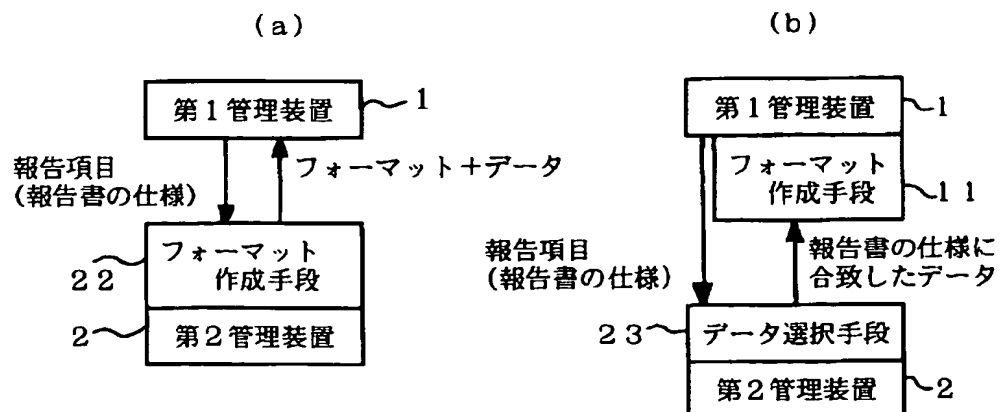 (a)
第1管理装置
1
報告項目
(報告書の仕様)
フォーマット+データ
フォーマット
作成手段
22
2
第2管理装置
(b)
第1管理装置
1
フォーマット
作成手段
11
報告項目
(報告書の仕様)
報告書の仕様に
合致したデータ
23
データ選択手段
第2管理装置
2